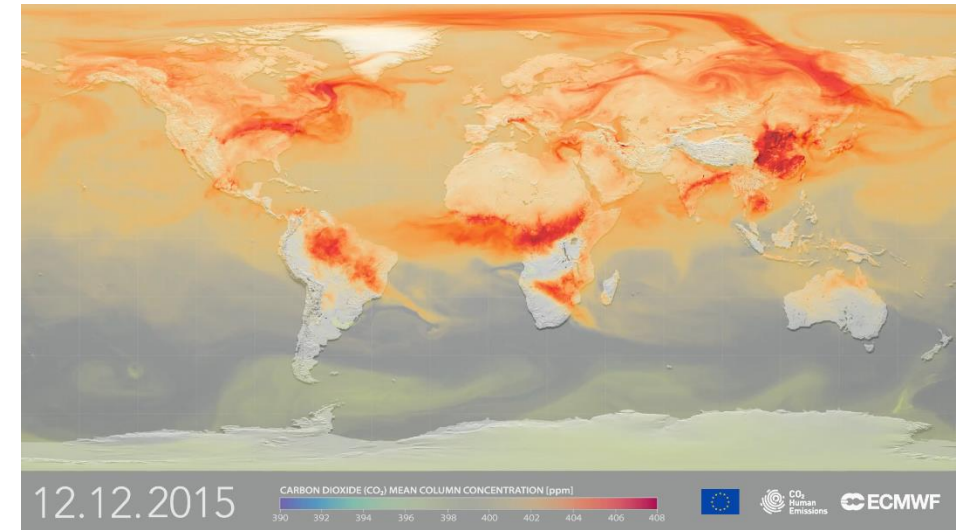 12.12.2015
CARBON DIOXIDE (CO₂) MEAN COLUMN CONCENTRATION [ppm]
390 392 394 396 398 400 402 404 406 408
CO₂
Human
Emissions
ECMWF